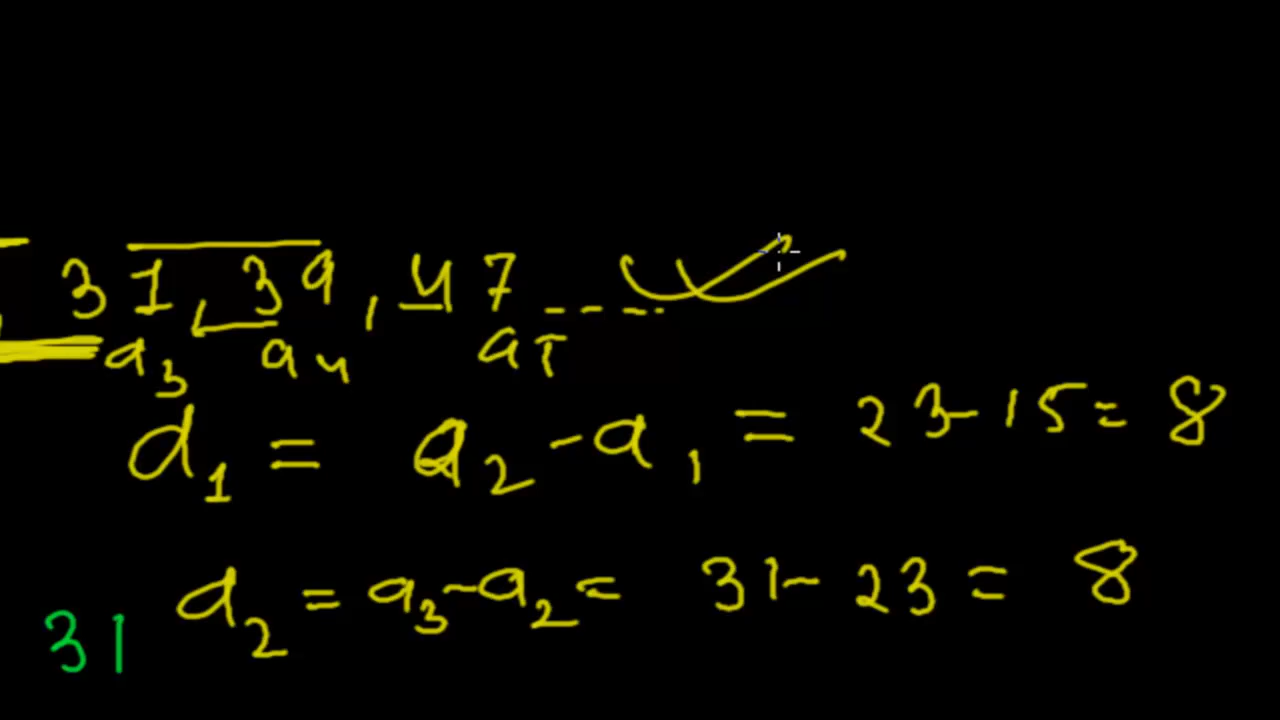 , 31, 39, 47 - - - -
a3 a4 a5
d1 = a2 - a1 = 23 - 15 = 8
d2 = a3 - a2 = 31 - 23 = 8
31